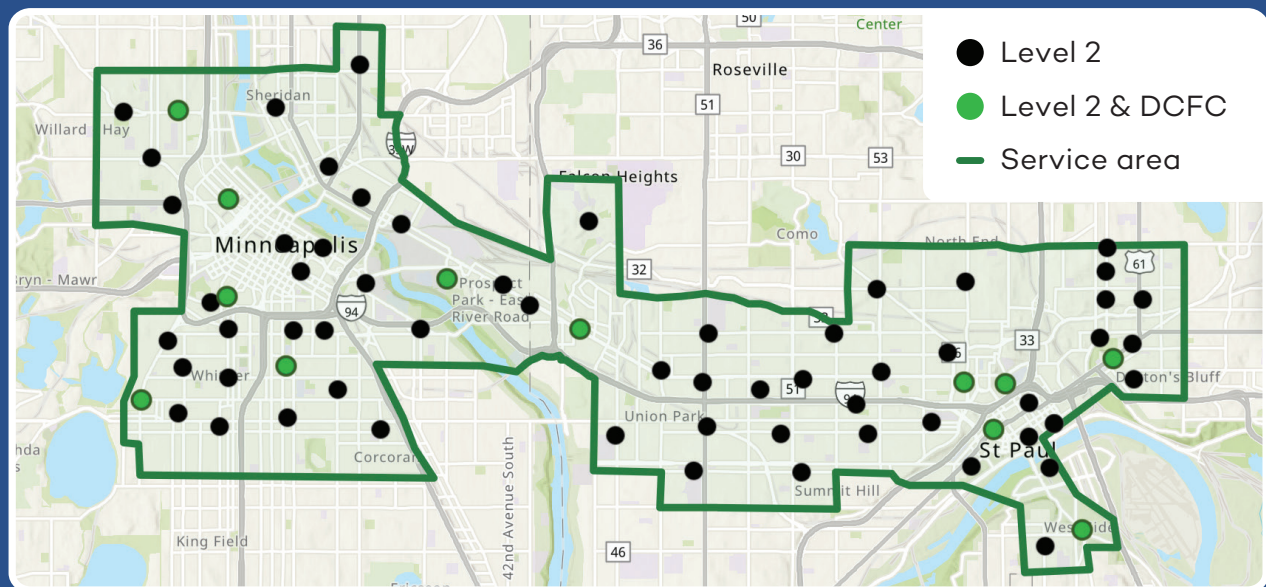 Level 2
Level 2 & DCFC
Service area
Center
50
36
Roseville
51
Sheridan
Willard - Hay
30
53
Falcon Heights
Como
North End
Minneapolis
61
32
Bryn - Mawr
Prospect
Park - East
River Road
94
33
Whittier
51
94
Dayton's Bluff
Union Park
St Paul
Corcoran
42nd Avenue South
Summit Hill
West Side
King Field
46